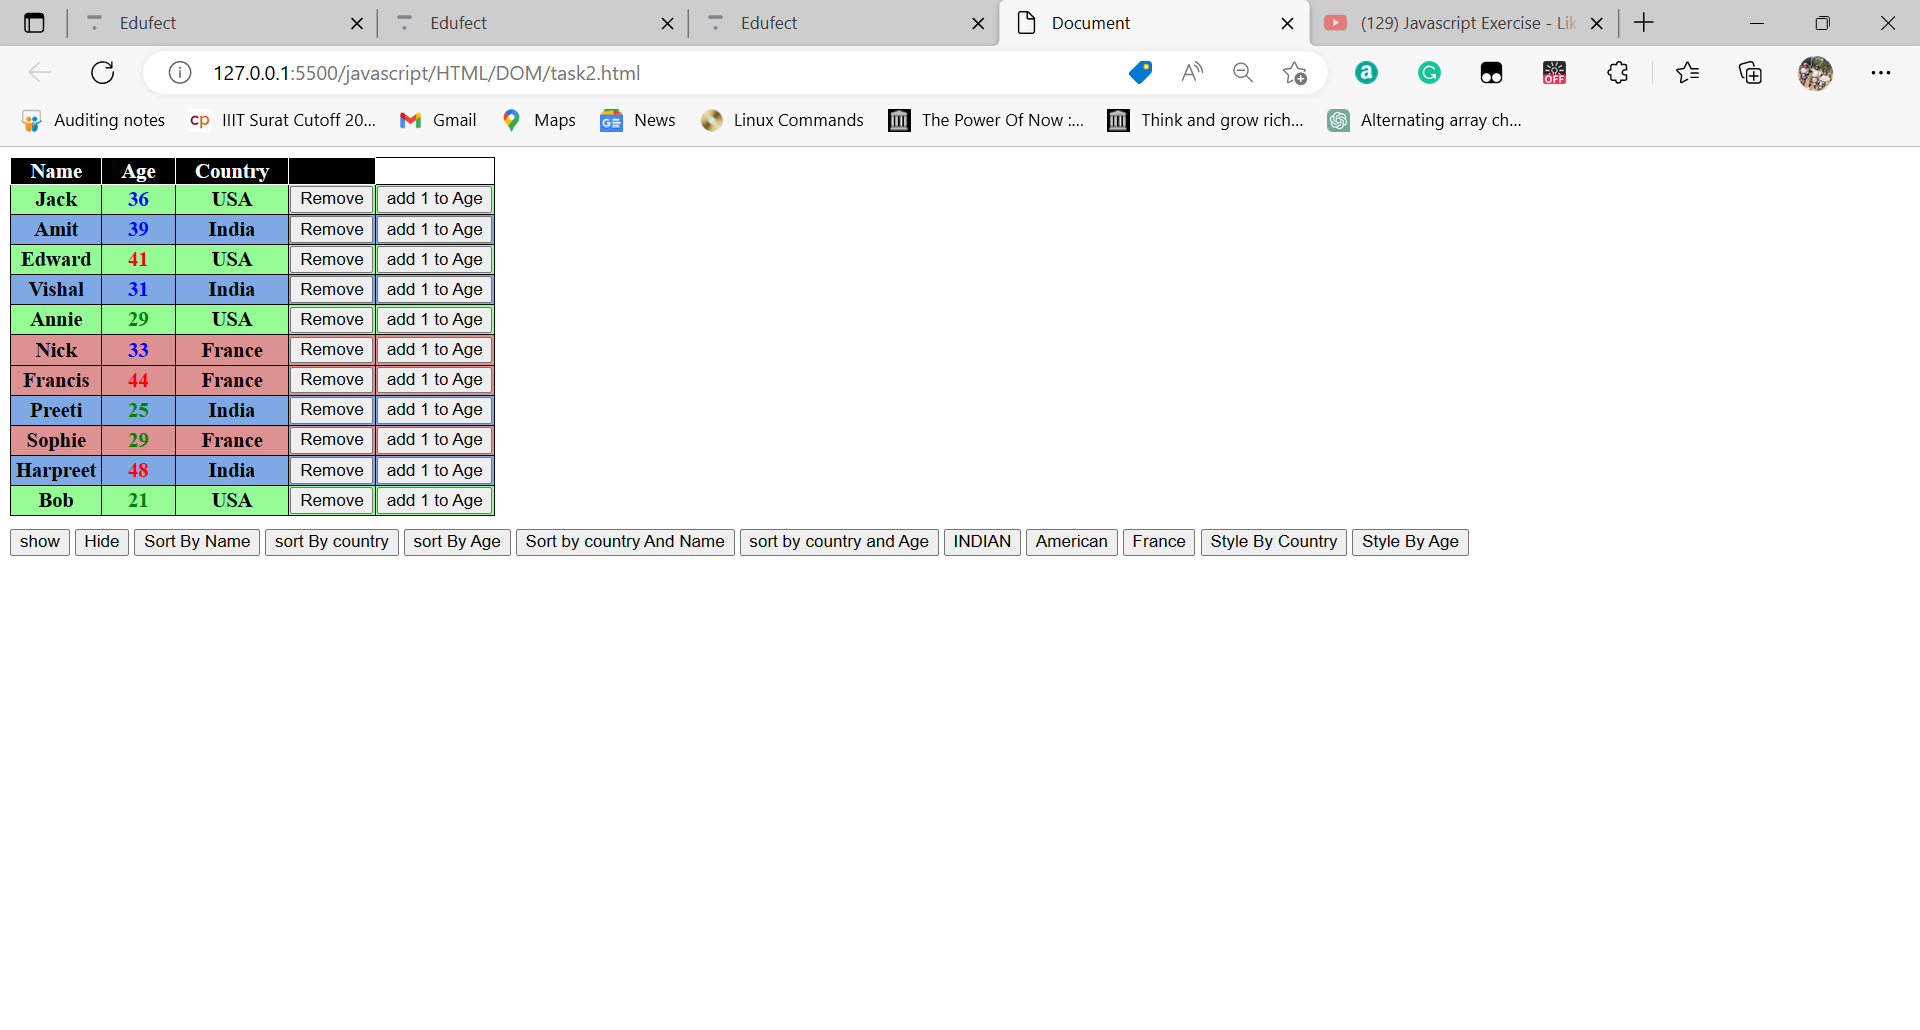 Edufect Edufect Edufect Document (129) Javascript Exercise - Lik
127.0.0.1:5500/javascript/HTML/DOM/task2.html
Auditing notes cp IIIT Surat Cutoff 20... Gmail Maps News Linux Commands The Power Of Now :... Think and grow rich... Alternating array ch...
Name Age Country
Jack 36 USA Remove add 1 to Age
Amit 39 India Remove add 1 to Age
Edward 41 USA Remove add 1 to Age
Vishal 31 India Remove add 1 to Age
Annie 29 USA Remove add 1 to Age
Nick 33 France Remove add 1 to Age
Francis 44 France Remove add 1 to Age
Preeti 25 India Remove add 1 to Age
Sophie 29 France Remove add 1 to Age
Harpreet 48 India Remove add 1 to Age
Bob 21 USA Remove add 1 to Age
show Hide Sort By Name sort By country sort By Age Sort by country And Name sort by country and Age INDIAN American France Style By Country Style By Age